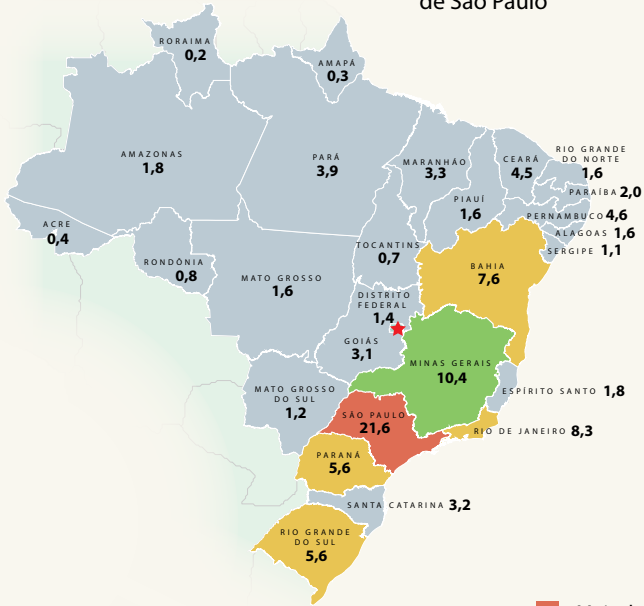 de São Paulo
RORAIMA
0,2
AMAPÁ
0,3
AMAZONAS
1,8
PARÁ
3,9
MARANHÃO
3,3
CEARÁ
4,5
RIO GRANDE
DO NORTE
1,6
PARAÍBA 2,0
PIAUÍ
1,6
PERNAMBUCO 4,6
ALAGOAS 1,6
SERGIPE 1,1
ACRE
0,4
RONDÔNIA
0,8
MATO GROSSO
1,6
TOCANTINS
0,7
BAHIA
7,6
DISTRITO
FEDERAL
1,4
GOIÁS
3,1
MINAS GERAIS
10,4
ESPÍRITO SANTO 1,8
MATO GROSSO
DO SUL
1,2
SÃO PAULO
21,6
RIO DE JANEIRO 8,3
PARANÁ
5,6
SANTA CATARINA 3,2
RIO GRANDE
DO SUL
5,6